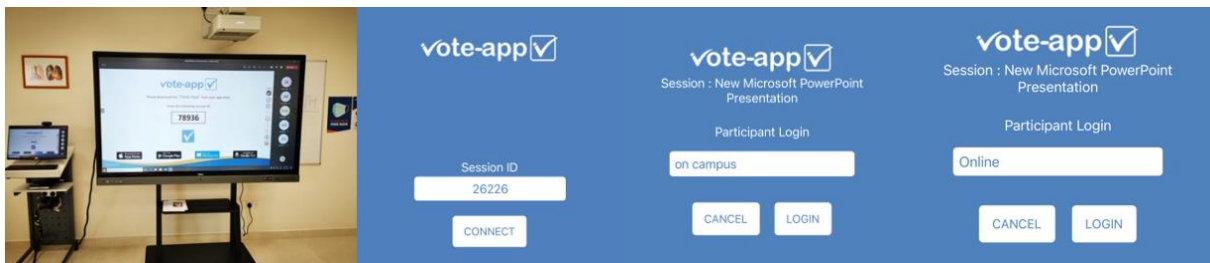 vote-app
78936
vote-app
Session ID
26226
CONNECT
vote-app
Session : New Microsoft PowerPoint
Presentation
Participant Login
on campus
CANCEL LOGIN
vote-app
Session : New Microsoft PowerPoint
Presentation
Participant Login
Online
CANCEL LOGIN